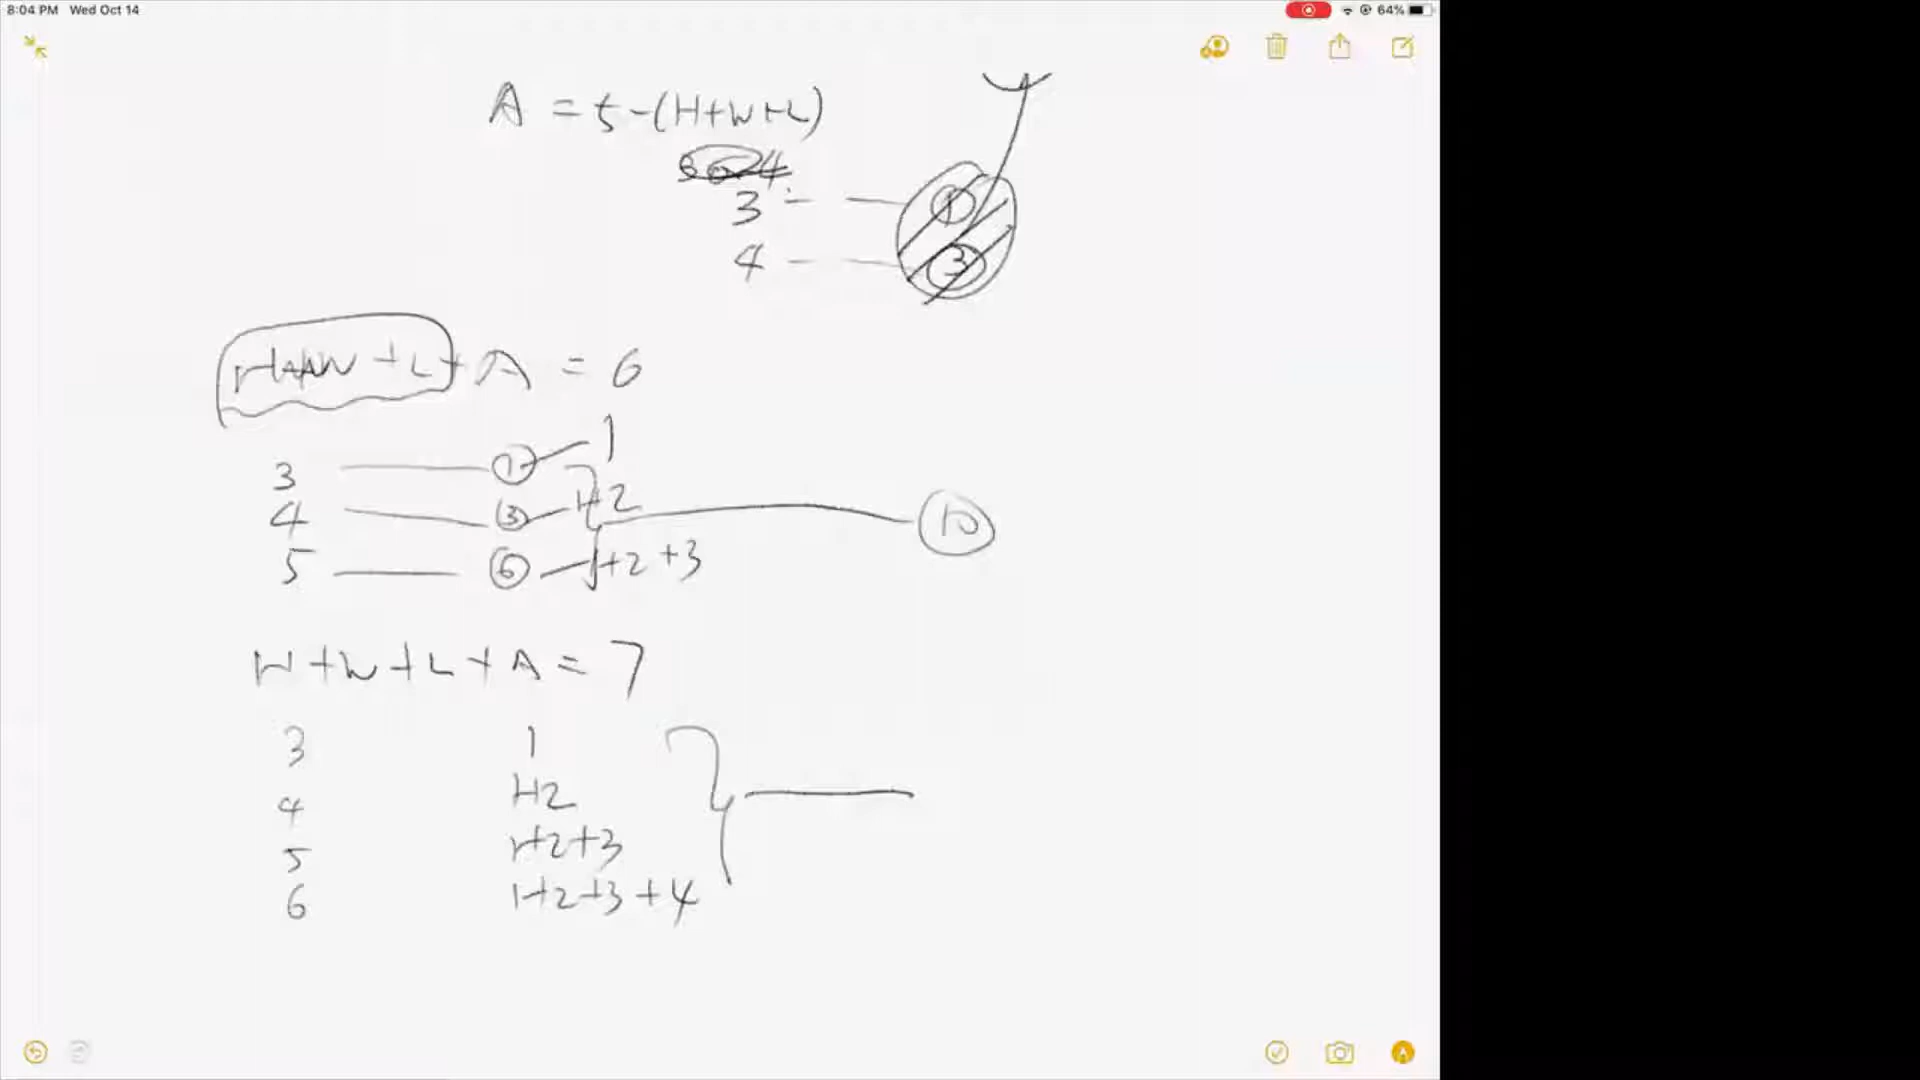 8:04 PM Wed Oct 14
64%
A = 5-(H+W+L)
3 1
4 3
H+W+L+A = 6
3 1 1
4 3 1+2
5 6 1+2+3
10
H+W+L+A = 7
3 1
4 1+2
5 1+2+3
6 1+2+3+4